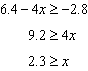 6.4 − 4x ≥ −2.8
9.2 ≥ 4x
2.3 ≥ x